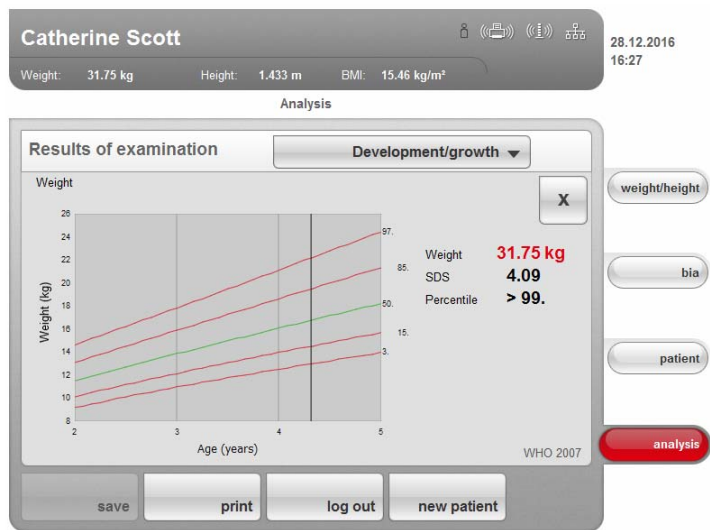 Catherine Scott
Weight: 31.75 kg Height: 1.433 m BMI: 15.46 kg/m²
28.12.2016
16:27
Analysis
Results of examination
Development/growth
Weight
X
26
24
22
20
18
16
14
12
10
8
Weight (kg)
2 3 4 5
Age (years)
97.
85.
50.
15.
3.
Weight 31.75 kg
SDS 4.09
Percentile > 99.
WHO 2007
weight/height
bia
patient
analysis
save print log out new patient